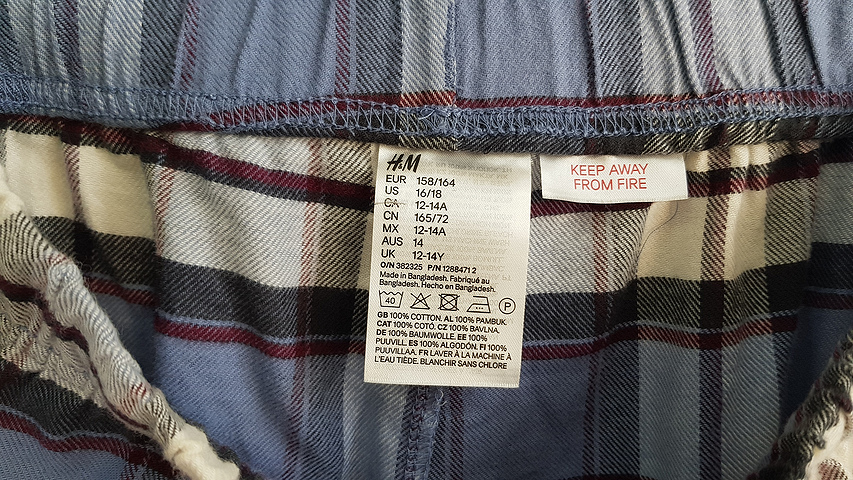 H&M
EUR 158/164
US 16/18
CA 12-14A
CN 165/72
MX 12-14A
AUS 14
UK 12-14Y
O/N 382325 P/N 1288471 2
Made in Bangladesh. Fabriqué au
Bangladesh. Hecho en Bangladesh.
40 P
GB 100% COTTON. AL 100% PAMBUK.
CAT 100% COTÓ. CZ 100% BAVLNA.
DE 100% BAUMWOLLE. EE 100%
PUUVILL. ES 100% ALGODÓN. FI 100%
PUUVILLAA. FR LAVER À LA MACHINE À
L'EAU TIÈDE. BLANCHIR SANS CHLORE
KEEP AWAY
FROM FIRE